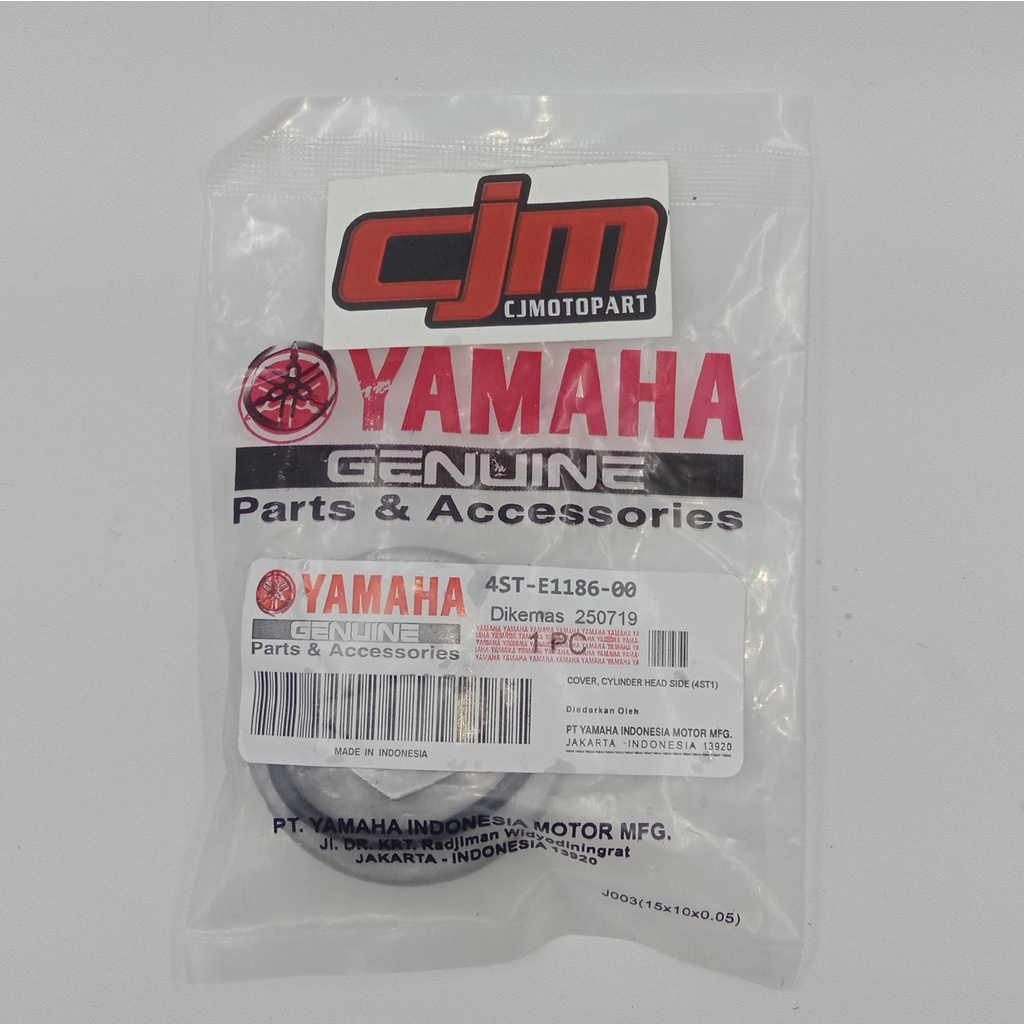 cjm
CJMOTOPART
YAMAHA
GENUINE
Parts & Accessories
YAMAHA
GENUINE
Parts & Accessories
4ST-E1186-00
Dikemas 250719
1 PC
COVER, CYLINDER HEAD SIDE (4ST1)
Diedarkan Oleh
PT YAMAHA INDONESIA MOTOR MFG.
JAKARTA -INDONESIA 13920
MADE IN INDONESIA
PT. YAMAHA INDONESIA MOTOR MFG.
Jl. DR. KRT. Radjiman Widyodiningrat
JAKARTA - INDONESIA 13920
J003(15x10x0.05)